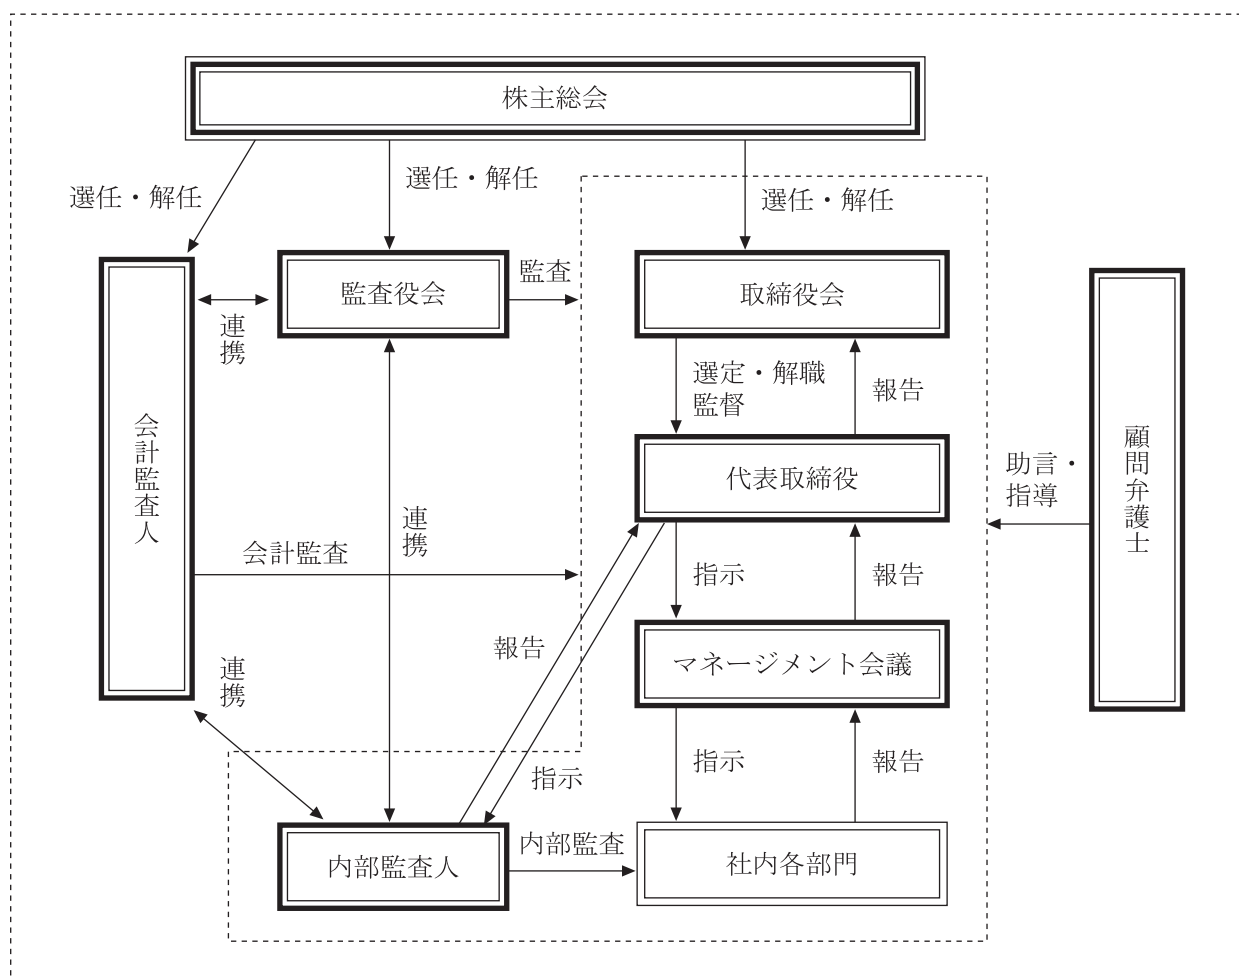 株主総会
選任・解任
選任・解任
選任・解任
監査役会
監査
取締役会
連携
選定・解職
監督
報告
会計監査人
代表取締役
顧問弁護士
助言・
指導
連携
会計監査
指示
報告
報告
マネージメント会議
連携
指示
指示
報告
内部監査人
内部監査
社内各部門